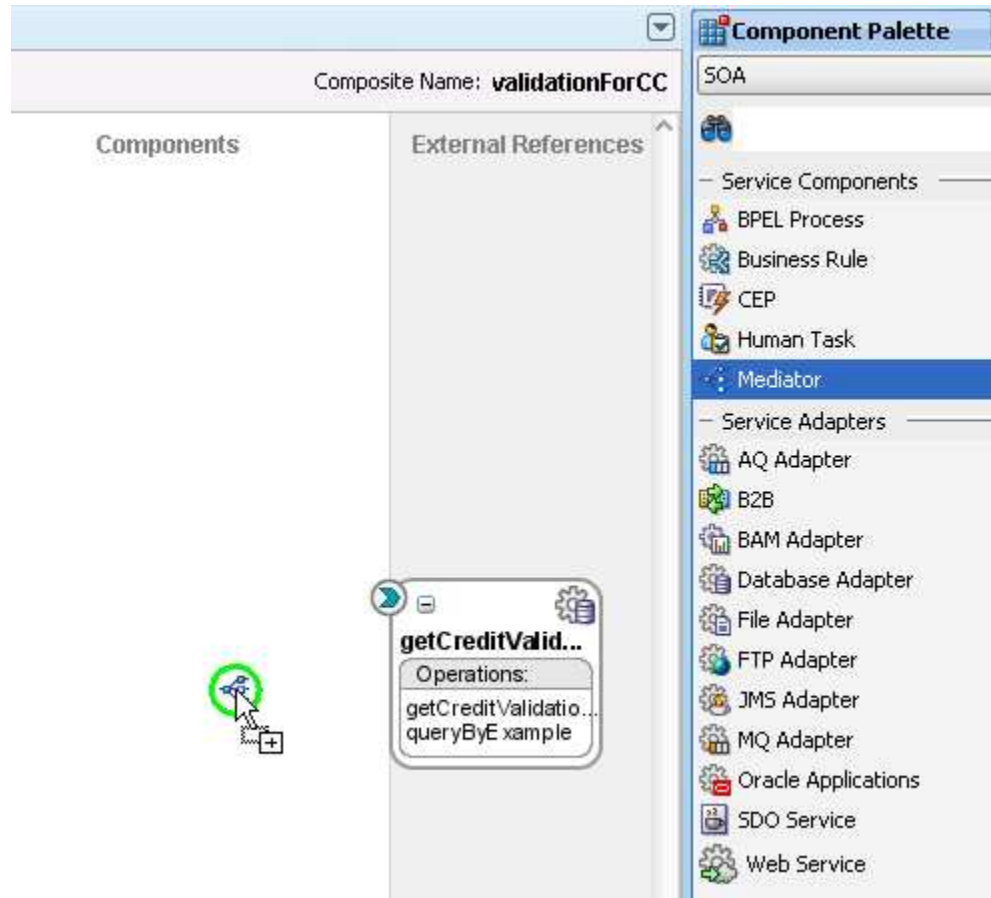 Component Palette
Composite Name: validationForCC
SOA
Components
External References
Service Components
BPEL Process
Business Rule
CEP
Human Task
Mediator
Service Adapters
AQ Adapter
B2B
BAM Adapter
Database Adapter
File Adapter
FTP Adapter
JMS Adapter
MQ Adapter
Oracle Applications
SDO Service
Web Service
getCreditValid...
Operations:
getCreditValidatio...
queryByExample